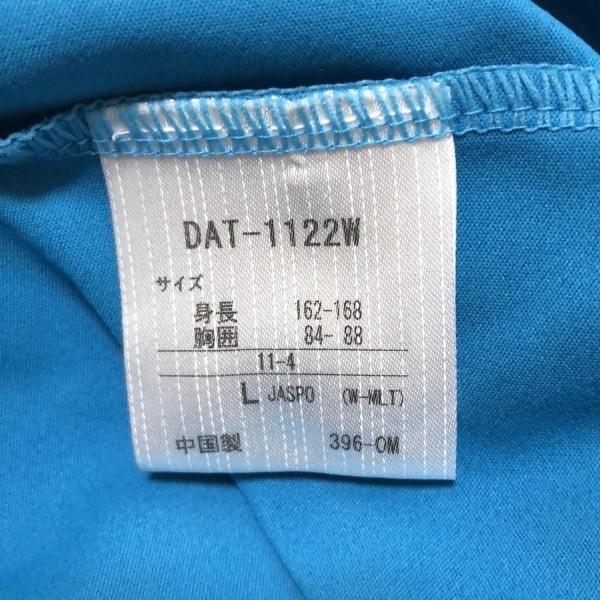 DAT-1122W
サイズ
身長 162-168
胸囲 84- 88
11-4
L JASPO (W-MLT)
中国製 396-OM